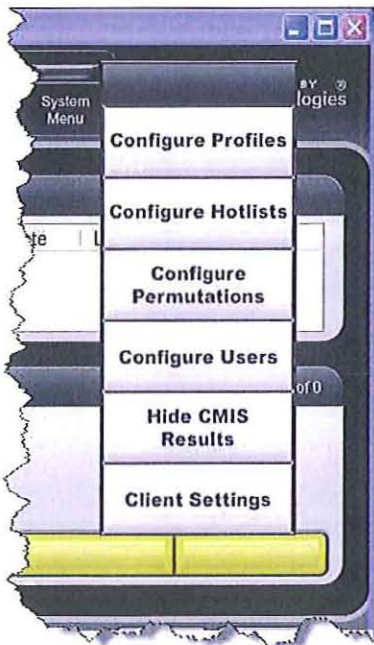 BY ®
logies
System
Menu
Configure Profiles
Configure Hotlists
te L
Configure
Permutations
Configure Users
of 0
Hide CMIS
Results
Client Settings